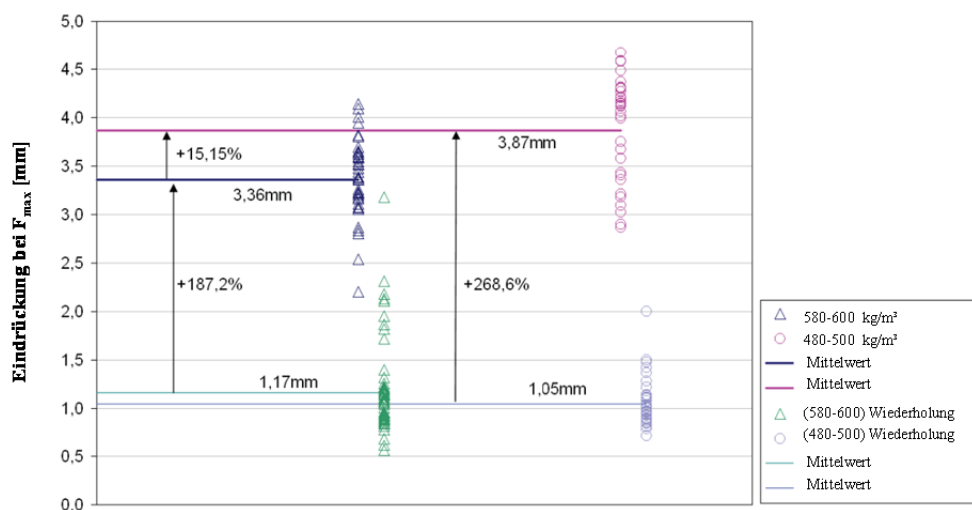 Eindrückung bei Fmax [mm]
5,0
4,5
4,0
3,5
3,0
2,5
2,0
1,5
1,0
0,5
0,0
+15,15%
3,36mm
+187,2%
1,17mm
3,87mm
+268,6%
1,05mm
580-600 kg/m³
480-500 kg/m³
Mittelwert
Mittelwert
(580-600) Wiederholung
(480-500) Wiederholung
Mittelwert
Mittelwert